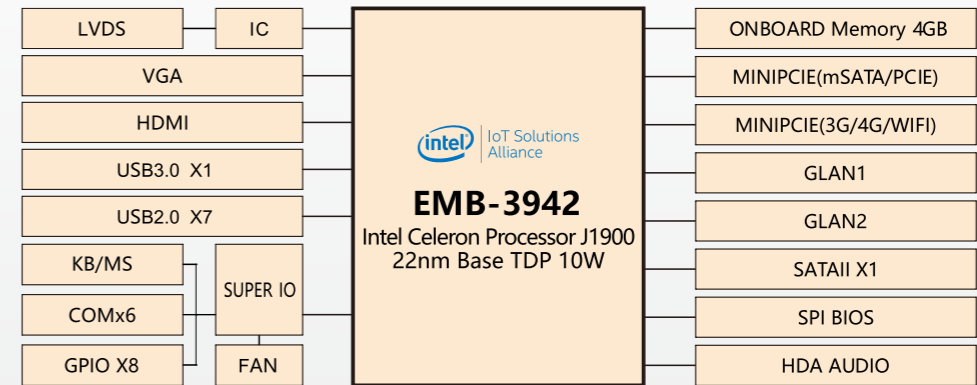 LVDS
IC
VGA
HDMI
USB3.0 X1
USB2.0 X7
KB/MS
COMx6
GPIO X8
SUPER IO
FAN
intel
IoT Solutions
Alliance
EMB-3942
Intel Celeron Processor J1900
22nm Base TDP 10W
ONBOARD Memory 4GB
MINIPCIE(mSATA/PCIE)
MINIPCIE(3G/4G/WIFI)
GLAN1
GLAN2
SATAII X1
SPI BIOS
HDA AUDIO